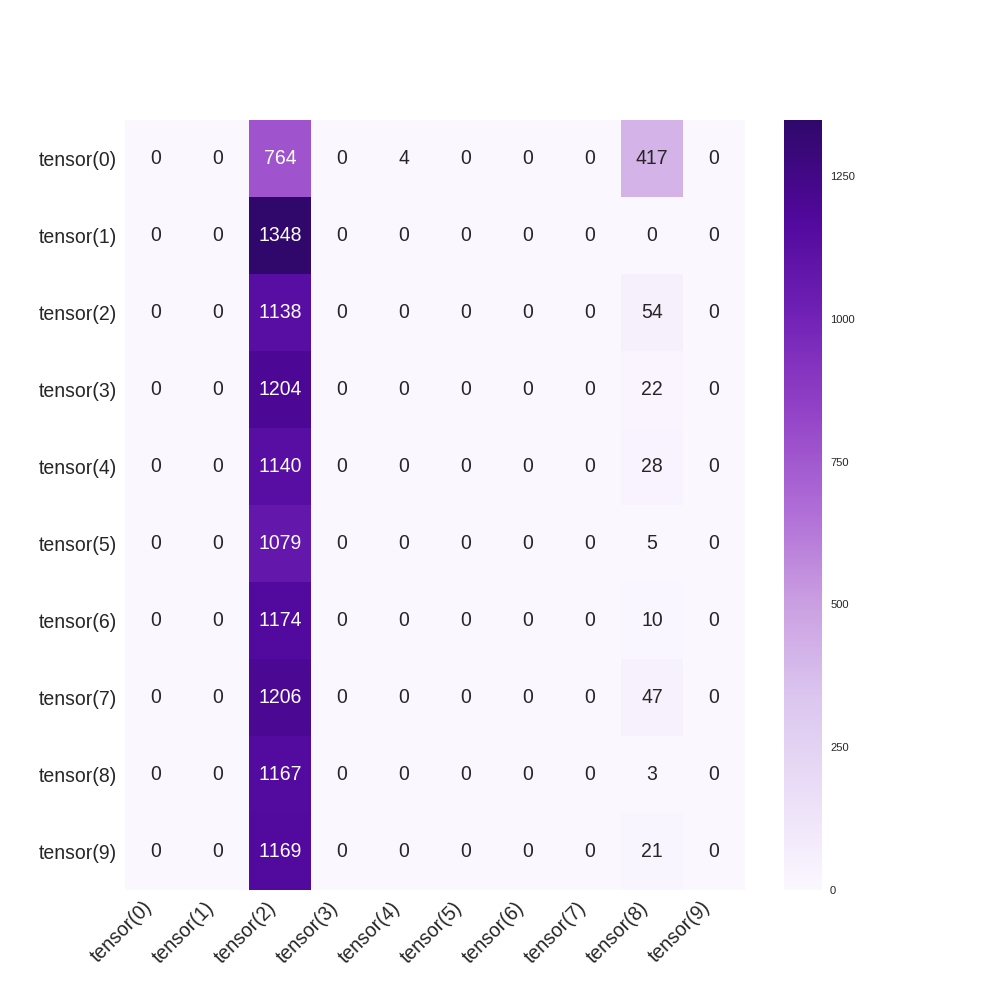 tensor(0) 0 0 764 0 4 0 0 0 417 0
tensor(1) 0 0 1348 0 0 0 0 0 0 0
tensor(2) 0 0 1138 0 0 0 0 0 54 0
tensor(3) 0 0 1204 0 0 0 0 0 22 0
tensor(4) 0 0 1140 0 0 0 0 0 28 0
tensor(5) 0 0 1079 0 0 0 0 0 5 0
tensor(6) 0 0 1174 0 0 0 0 0 10 0
tensor(7) 0 0 1206 0 0 0 0 0 47 0
tensor(8) 0 0 1167 0 0 0 0 0 3 0
tensor(9) 0 0 1169 0 0 0 0 0 21 0
tensor(0) tensor(1) tensor(2) tensor(3) tensor(4) tensor(5) tensor(6) tensor(7) tensor(8) tensor(9)
1250
1000
750
500
250
0